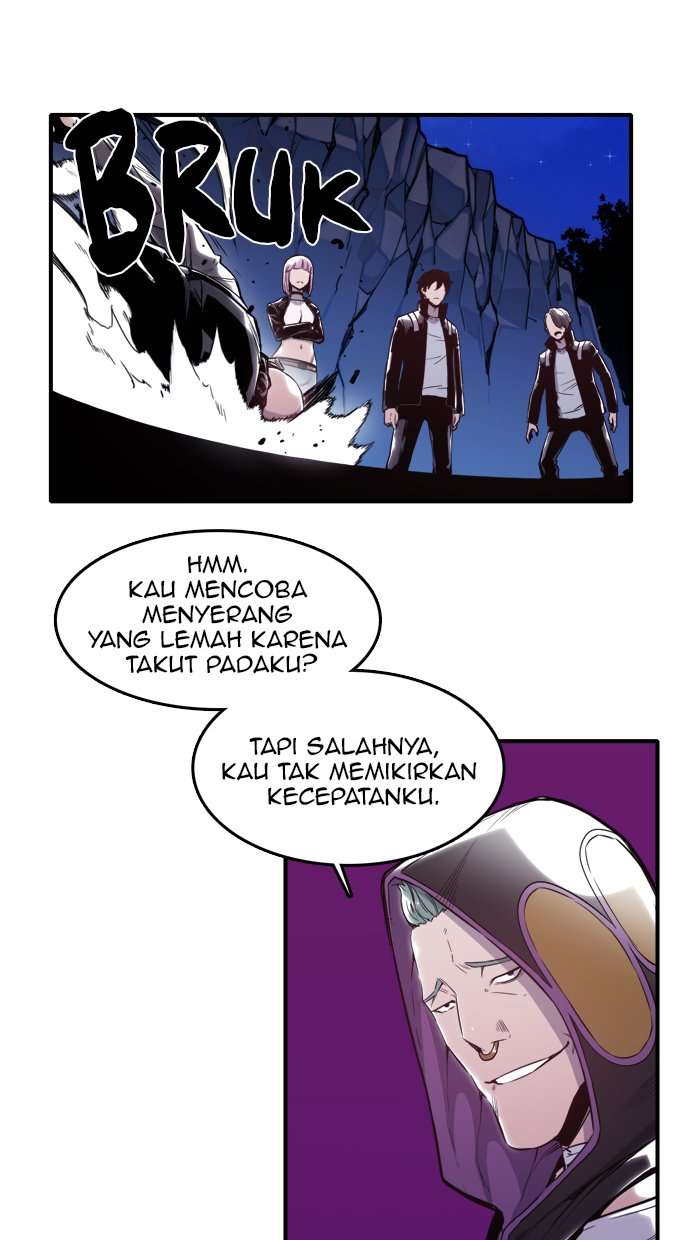 BRUK
HMM.
KAU MENCOBA
MENYERANG
YANG LEMAH KARENA
TAKUT PADAKU?
TAPI SALAHNYA,
KAU TAK MEMIKIRKAN
KECEPATANKU.